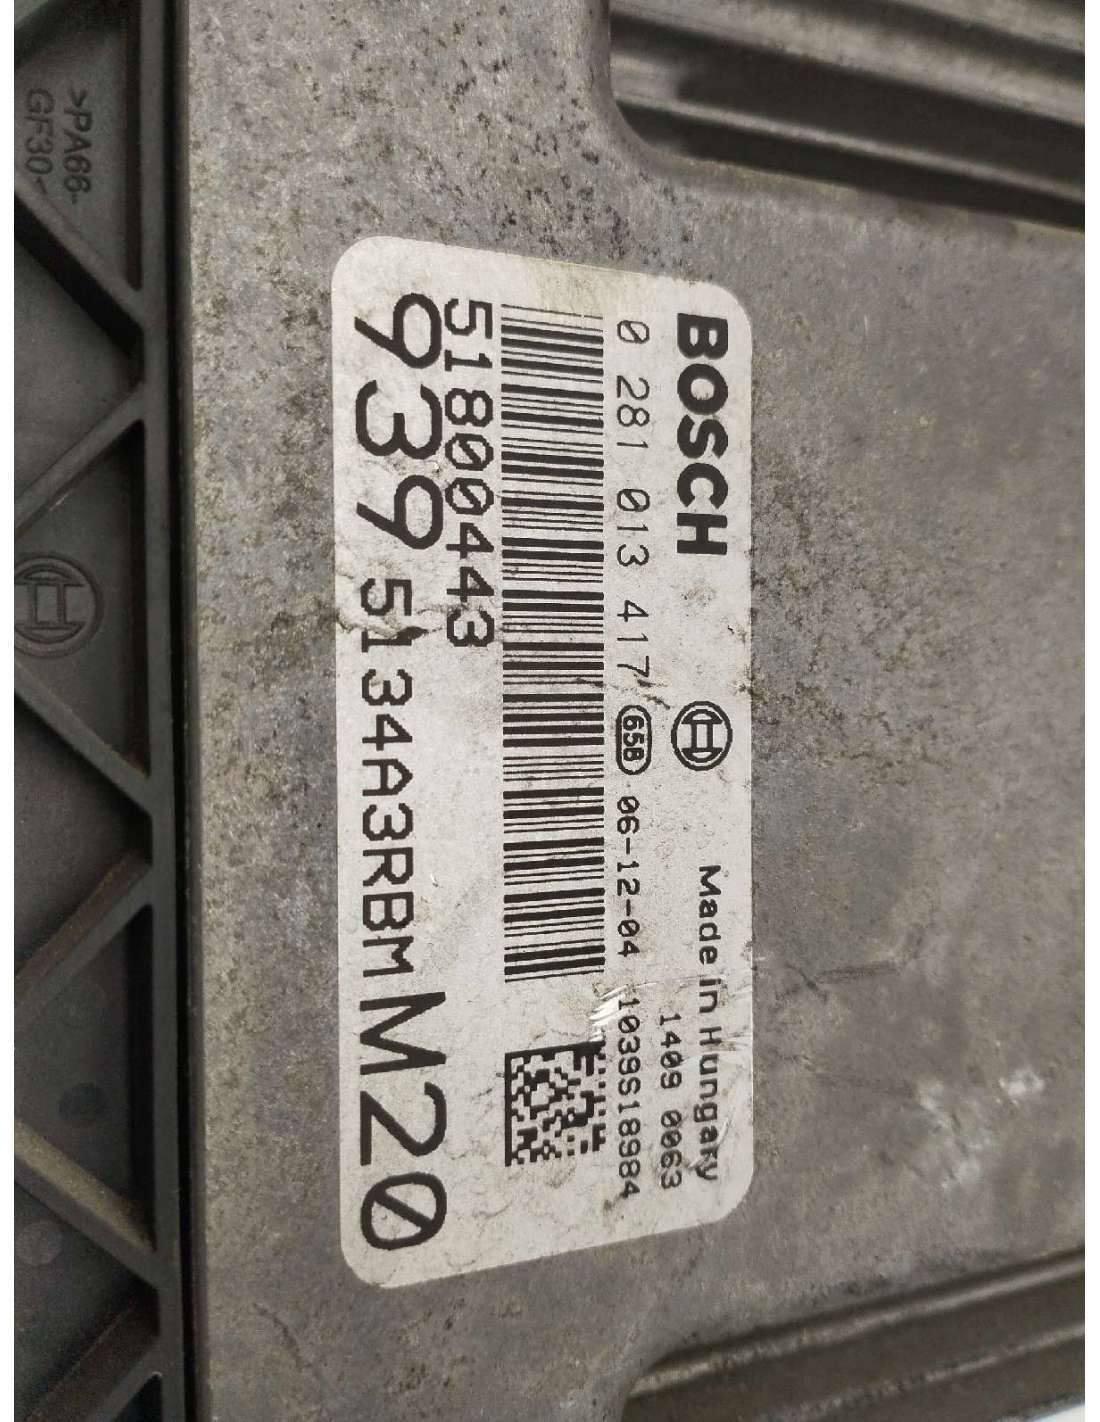 BOSCH
Made in Hungary
1409 0063
0 281 013 417 65B 06-12-04 1039S18984
51800443
939 5134A3RBM M20
>PA66-
GF30<